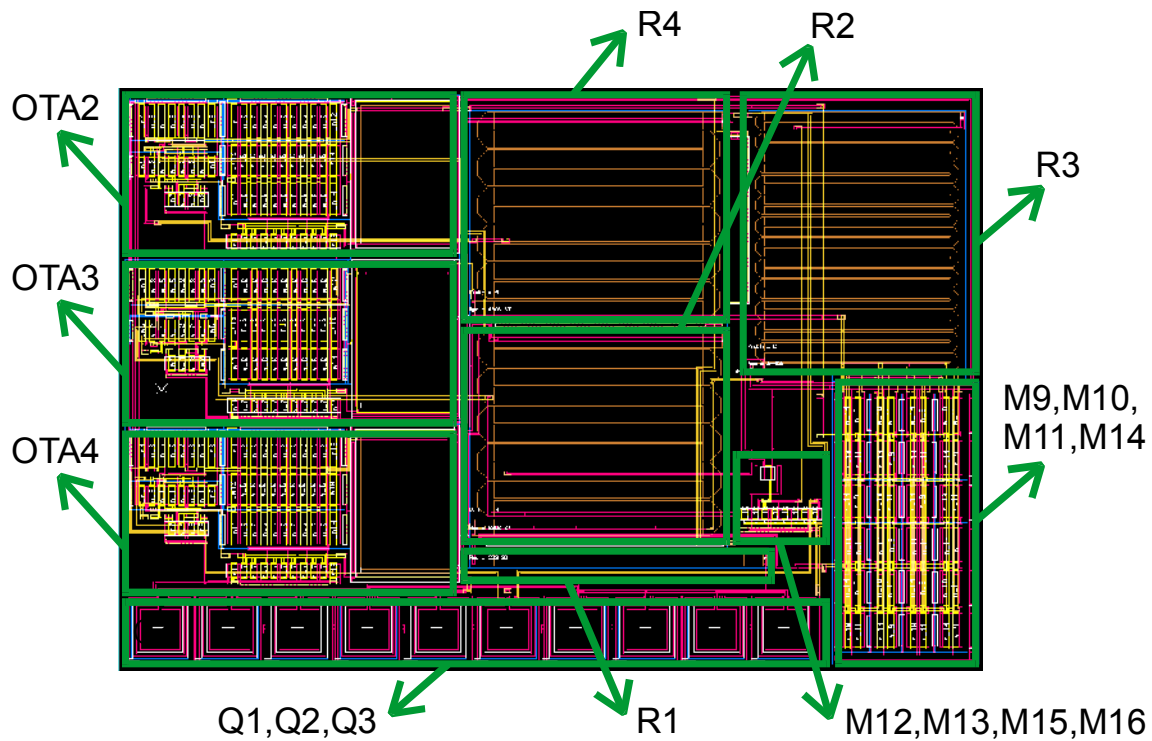 R4
R2
OTA2
R3
OTA3
M9,M10,
M11,M14
OTA4
Q1,Q2,Q3
R1
M12,M13,M15,M16